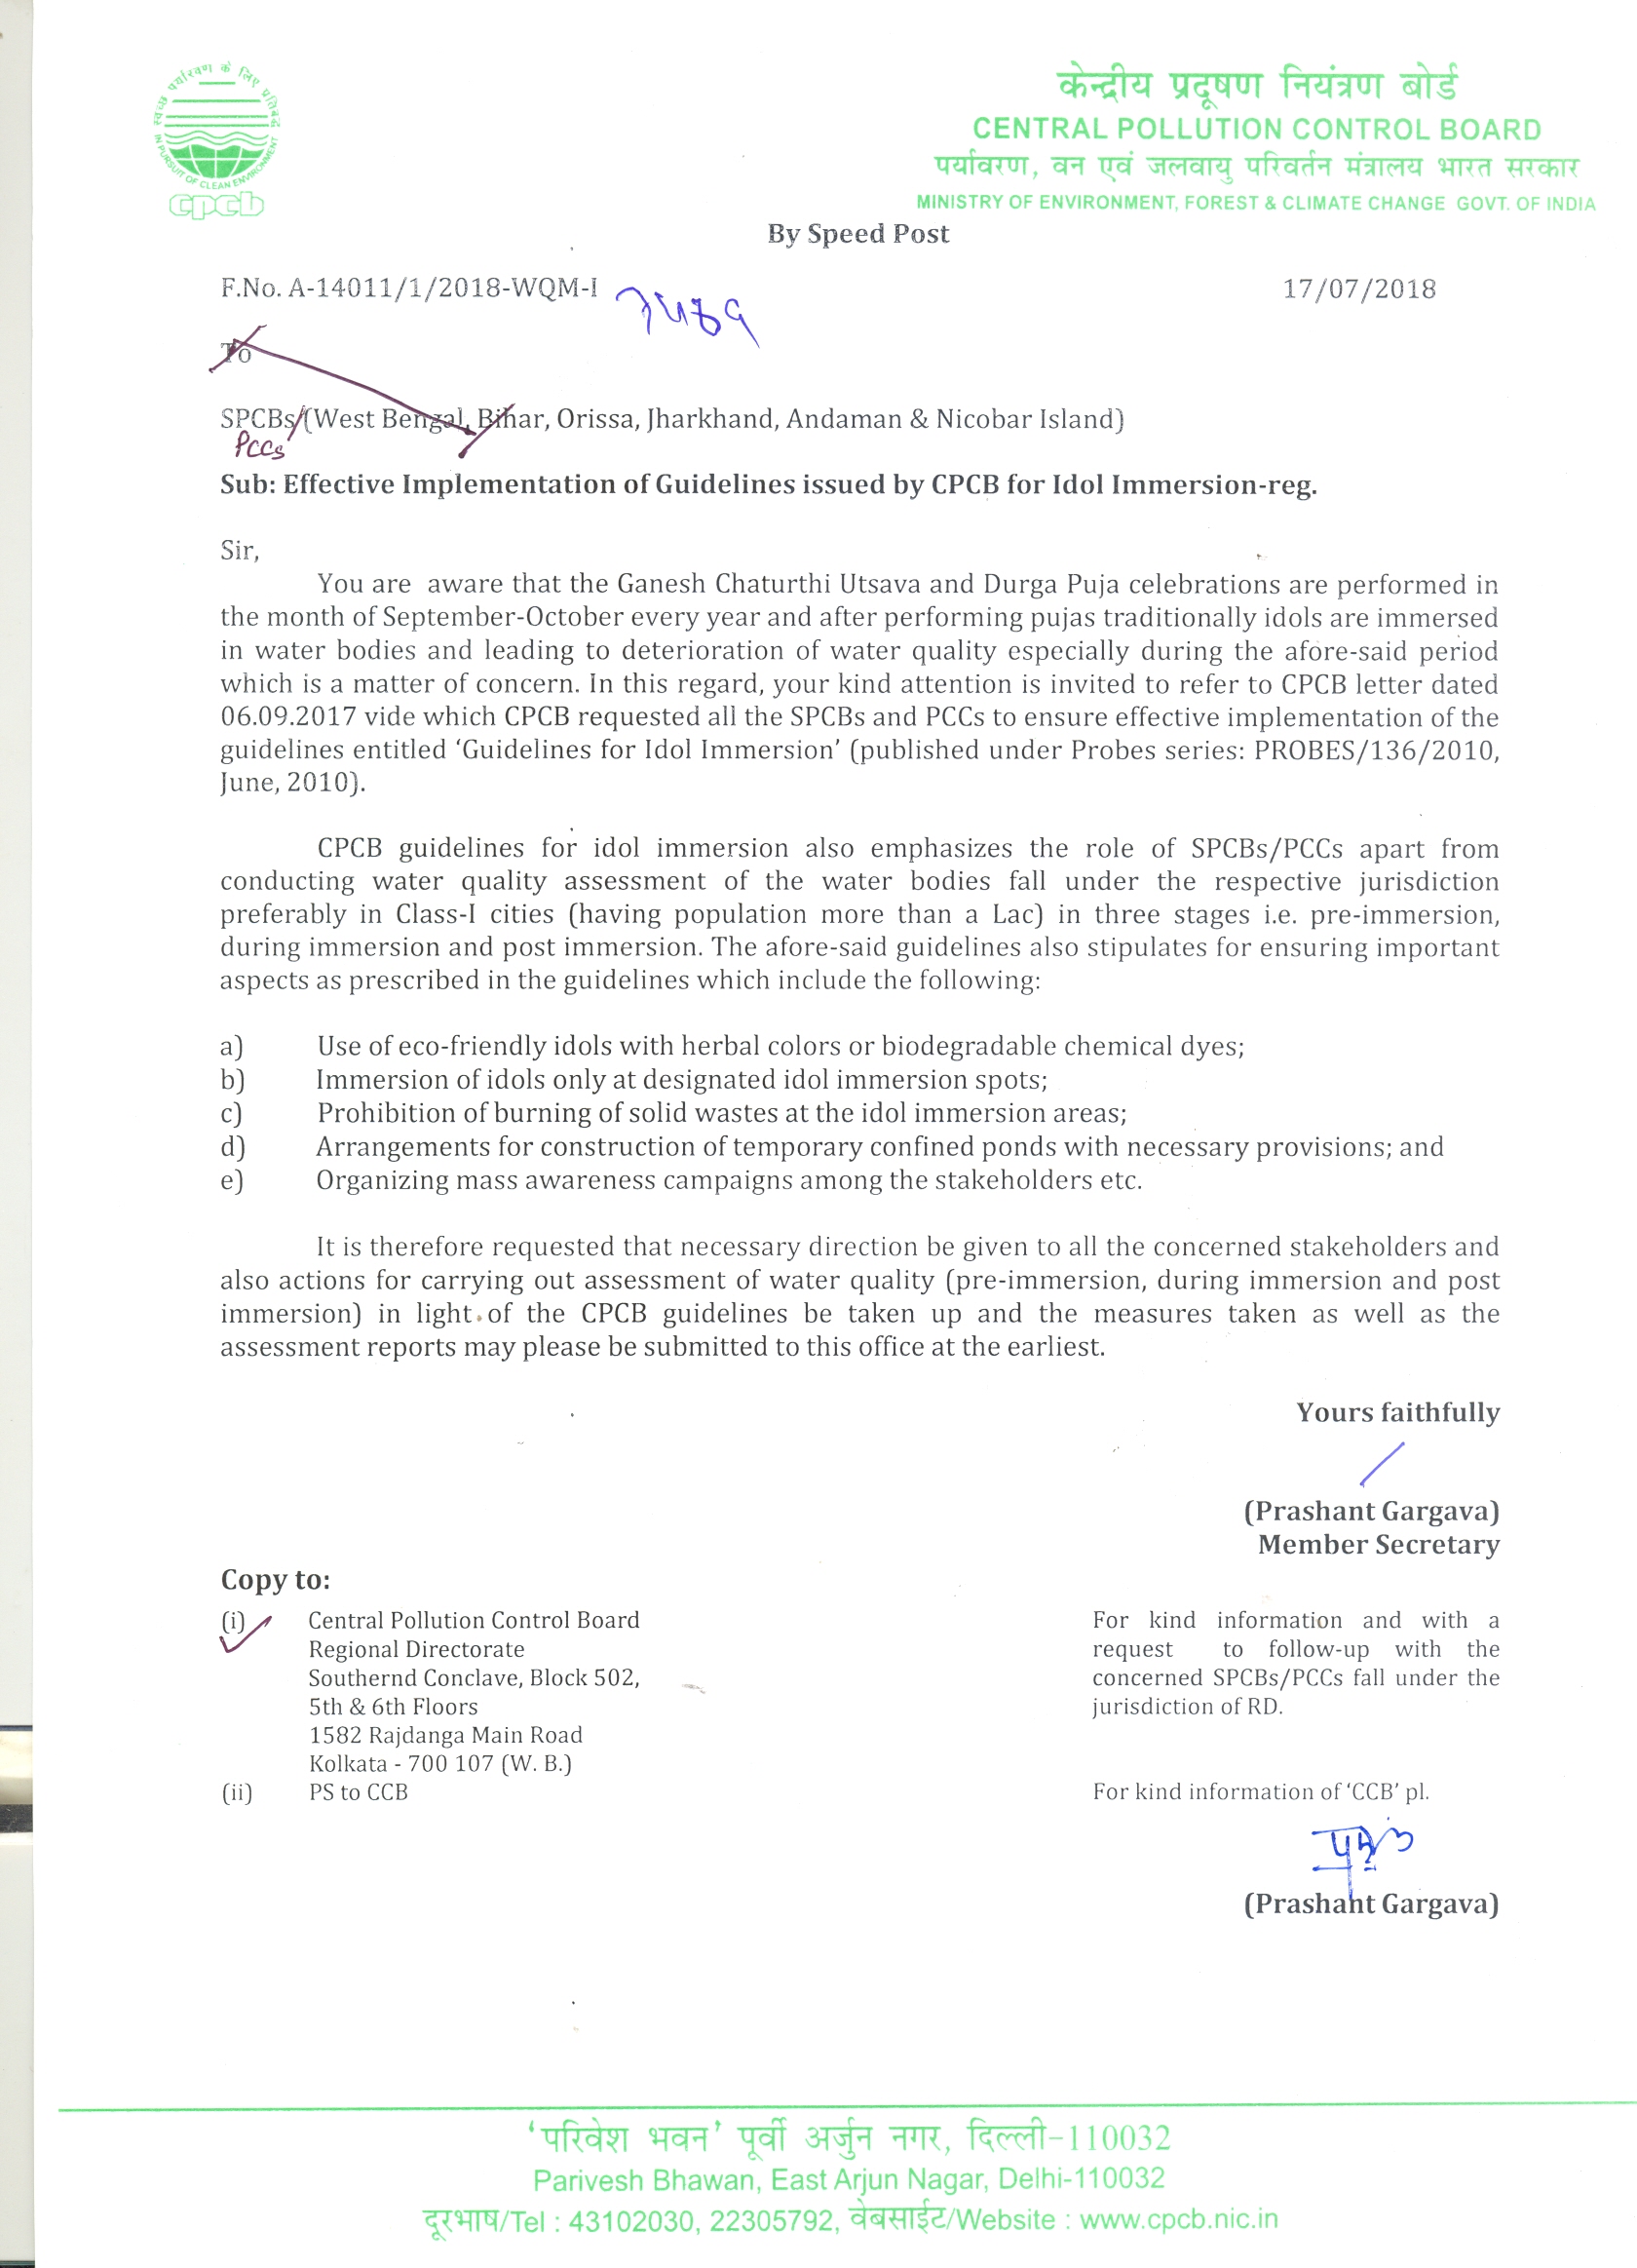 स्वच्छ पर्यावरण के लिए प्रतिबद्ध
IN PURSUIT OF CLEAN ENVIRONMENT
cpcb
केन्द्रीय प्रदूषण नियंत्रण बोर्ड
CENTRAL POLLUTION CONTROL BOARD
पर्यावरण, वन एवं जलवायु परिवर्तन मंत्रालय भारत सरकार
MINISTRY OF ENVIRONMENT, FOREST & CLIMATE CHANGE GOVT. OF INDIA
By Speed Post
F.No. A-14011/1/2018-WQM-I
17/07/2018
To
SPCBs/(West Bengal, Bihar, Orissa, Jharkhand, Andaman & Nicobar Island)
PCCs
Sub: Effective Implementation of Guidelines issued by CPCB for Idol Immersion-reg.
Sir,
You are aware that the Ganesh Chaturthi Utsava and Durga Puja celebrations are performed in
the month of September-October every year and after performing pujas traditionally idols are immersed
in water bodies and leading to deterioration of water quality especially during the afore-said period
which is a matter of concern. In this regard, your kind attention is invited to refer to CPCB letter dated
06.09.2017 vide which CPCB requested all the SPCBs and PCCs to ensure effective implementation of the
guidelines entitled ‘Guidelines for Idol Immersion’ (published under Probes series: PROBES/136/2010,
June, 2010).
CPCB guidelines for idol immersion also emphasizes the role of SPCBs/PCCs apart from
conducting water quality assessment of the water bodies fall under the respective jurisdiction
preferably in Class-I cities (having population more than a Lac) in three stages i.e. pre-immersion,
during immersion and post immersion. The afore-said guidelines also stipulates for ensuring important
aspects as prescribed in the guidelines which include the following:
a) Use of eco-friendly idols with herbal colors or biodegradable chemical dyes;
b) Immersion of idols only at designated idol immersion spots;
c) Prohibition of burning of solid wastes at the idol immersion areas;
d) Arrangements for construction of temporary confined ponds with necessary provisions; and
e) Organizing mass awareness campaigns among the stakeholders etc.
It is therefore requested that necessary direction be given to all the concerned stakeholders and
also actions for carrying out assessment of water quality (pre-immersion, during immersion and post
immersion) in light of the CPCB guidelines be taken up and the measures taken as well as the
assessment reports may please be submitted to this office at the earliest.
Yours faithfully
(Prashant Gargava)
Member Secretary
Copy to:
(i) Central Pollution Control Board
Regional Directorate
Southernd Conclave, Block 502,
5th & 6th Floors
1582 Rajdanga Main Road
Kolkata - 700 107 (W. B.)
For kind information and with a
request to follow-up with the
concerned SPCBs/PCCs fall under the
jurisdiction of RD.
(ii) PS to CCB
For kind information of ‘CCB’ pl.
(Prashant Gargava)
‘परिवेश भवन’ पूर्वी अर्जुन नगर, दिल्ली-110032
Parivesh Bhawan, East Arjun Nagar, Delhi-110032
दूरभाष/Tel : 43102030, 22305792, वेबसाईट/Website : www.cpcb.nic.in